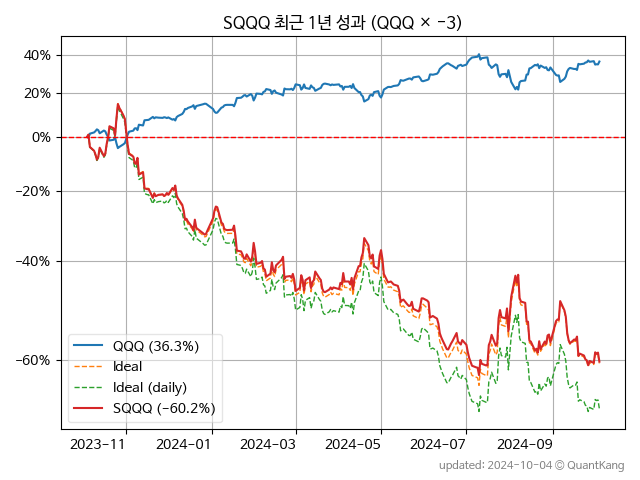 SQQQ 최근 1년 성과 (QQQ × −3)
40%
20%
0%
−20%
−40%
−60%
QQQ (36.3%)
Ideal
Ideal (daily)
SQQQ (−60.2%)
2023-11
2024-01
2024-03
2024-05
2024-07
2024-09
updated: 2024-10-04 © QuantKang